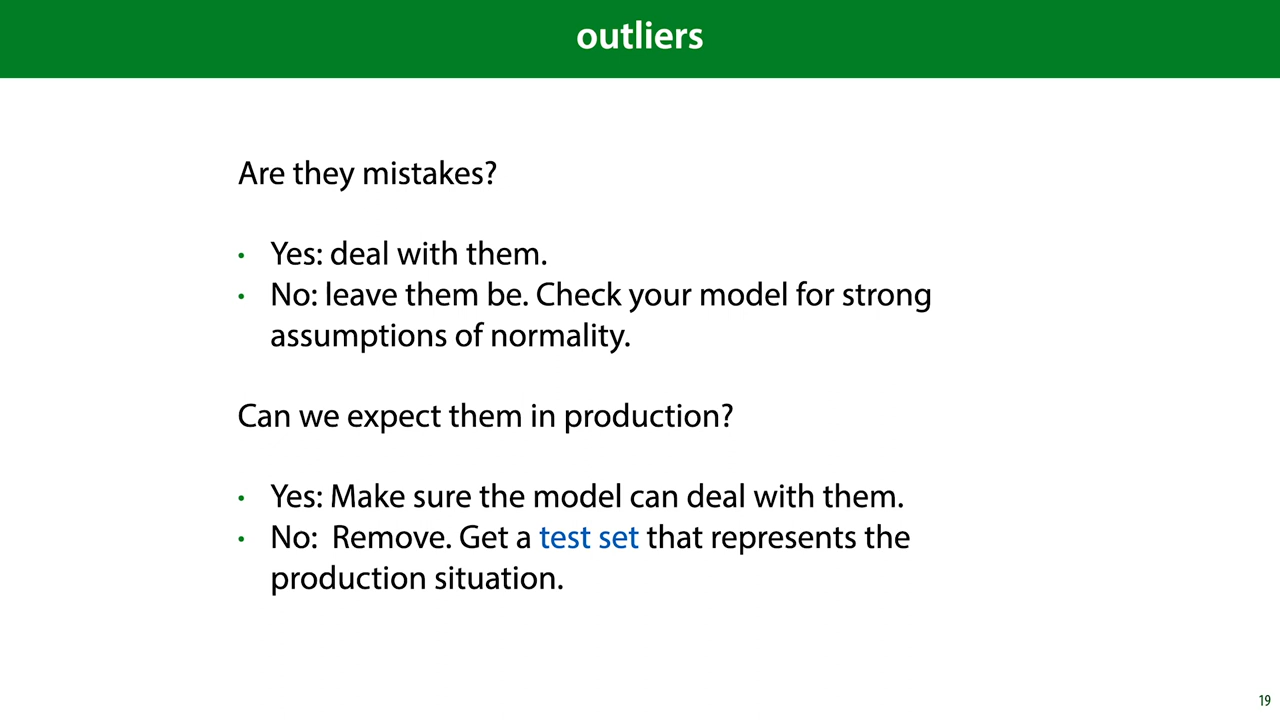 outliers
Are they mistakes?
• Yes: deal with them.
• No: leave them be. Check your model for strong
assumptions of normality.
Can we expect them in production?
• Yes: Make sure the model can deal with them.
• No:  Remove. Get a test set that represents the
production situation.
19